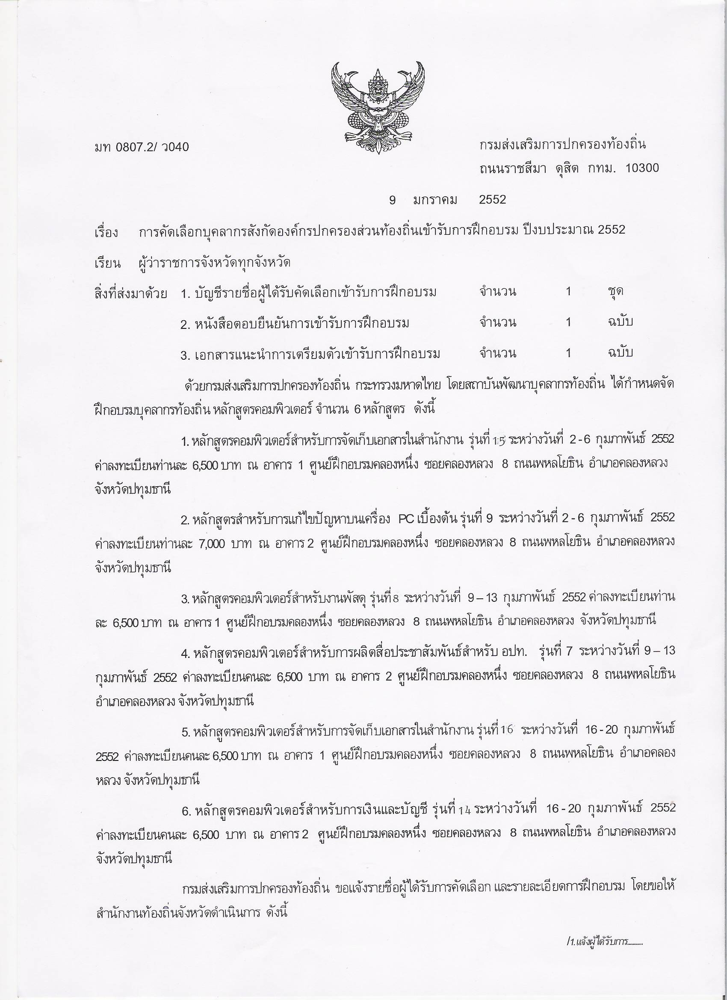 มท 0807.2/ ว040
กรมส่งเสริมการปกครองท้องถิ่น
ถนนราชสีมา ดุสิต กทม. 10300
9 มกราคม 2552
เรื่อง การคัดเลือกบุคลากรสังกัดองค์กรปกครองส่วนท้องถิ่นเข้ารับการฝึกอบรม ปีงบประมาณ 2552
เรียน ผู้ว่าราชการจังหวัดทุกจังหวัด
สิ่งที่ส่งมาด้วย 1. บัญชีรายชื่อผู้ได้รับคัดเลือกเข้ารับการฝึกอบรม จำนวน 1 ชุด
2. หนังสือตอบยืนยันการเข้ารับการฝึกอบรม จำนวน 1 ฉบับ
3. เอกสารแนะนำการเตรียมตัวเข้ารับการฝึกอบรม จำนวน 1 ฉบับ
ด้วยกรมส่งเสริมการปกครองท้องถิ่น กระทรวงมหาดไทย โดยสถาบันพัฒนาบุคลากรท้องถิ่น ได้กำหนดจัด
ฝึกอบรมบุคลากรท้องถิ่น หลักสูตรคอมพิวเตอร์ จำนวน 6 หลักสูตร ดังนี้
1. หลักสูตรคอมพิวเตอร์สำหรับการจัดเก็บเอกสารในสำนักงาน รุ่นที่ 15 ระหว่างวันที่ 2 - 6 กุมภาพันธ์ 2552
ค่าลงทะเบียนท่านละ 6,500 บาท ณ อาคาร 1 ศูนย์ฝึกอบรมคลองหนึ่ง ซอยคลองหลวง 8 ถนนพหลโยธิน อำเภอคลองหลวง
จังหวัดปทุมธานี
2. หลักสูตรสำหรับการแก้ไขปัญหาบนเครื่อง PC เบื้องต้น รุ่นที่ 9 ระหว่างวันที่ 2 - 6 กุมภาพันธ์ 2552
ค่าลงทะเบียนท่านละ 7,000 บาท ณ อาคาร 2 ศูนย์ฝึกอบรมคลองหนึ่ง ซอยคลองหลวง 8 ถนนพหลโยธิน อำเภอคลองหลวง
จังหวัดปทุมธานี
3. หลักสูตรคอมพิวเตอร์สำหรับงานพัสดุ รุ่นที่ 8 ระหว่างวันที่ 9 – 13 กุมภาพันธ์ 2552 ค่าลงทะเบียนท่าน
ละ 6,500 บาท ณ อาคาร 1 ศูนย์ฝึกอบรมคลองหนึ่ง ซอยคลองหลวง 8 ถนนพหลโยธิน อำเภอคลองหลวง จังหวัดปทุมธานี
4. หลักสูตรคอมพิวเตอร์สำหรับการผลิตสื่อประชาสัมพันธ์สำหรับ อปท. รุ่นที่ 7 ระหว่างวันที่ 9 – 13
กุมภาพันธ์ 2552 ค่าลงทะเบียนคนละ 6,500 บาท ณ อาคาร 2 ศูนย์ฝึกอบรมคลองหนึ่ง ซอยคลองหลวง 8 ถนนพหลโยธิน
อำเภอคลองหลวง จังหวัดปทุมธานี
5. หลักสูตรคอมพิวเตอร์สำหรับการจัดเก็บเอกสารในสำนักงาน รุ่นที่ 16 ระหว่างวันที่ 16 - 20 กุมภาพันธ์
2552 ค่าลงทะเบียนคนละ 6,500 บาท ณ อาคาร 1 ศูนย์ฝึกอบรมคลองหนึ่ง ซอยคลองหลวง 8 ถนนพหลโยธิน อำเภอคลอง
หลวง จังหวัดปทุมธานี
6. หลักสูตรคอมพิวเตอร์สำหรับการเงินและบัญชี รุ่นที่ 14 ระหว่างวันที่ 16 - 20 กุมภาพันธ์ 2552
ค่าลงทะเบียนคนละ 6,500 บาท ณ อาคาร 2 ศูนย์ฝึกอบรมคลองหนึ่ง ซอยคลองหลวง 8 ถนนพหลโยธิน อำเภอคลองหลวง
จังหวัดปทุมธานี
กรมส่งเสริมการปกครองท้องถิ่น ขอแจ้งรายชื่อผู้ได้รับการคัดเลือก และรายละเอียดการฝึกอบรม โดยขอให้
สำนักงานท้องถิ่นจังหวัดดำเนินการ ดังนี้
/1.แจ้งผู้ได้รับการ...........